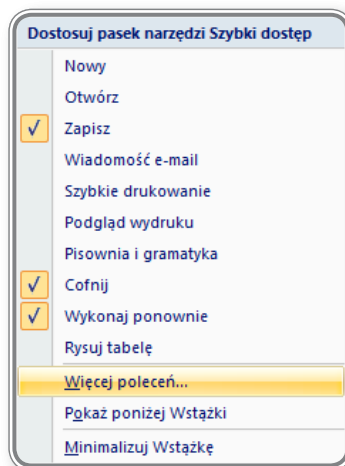 Dostosuj pasek narzędzi Szybki dostęp
Nowy
Otwórz
Zapisz
Wiadomość e-mail
Szybkie drukowanie
Podgląd wydruku
Pisownia i gramatyka
Cofnij
Wykonaj ponownie
Rysuj tabelę
Więcej poleceń...
Pokaż poniżej Wstążki
Minimalizuj Wstążkę